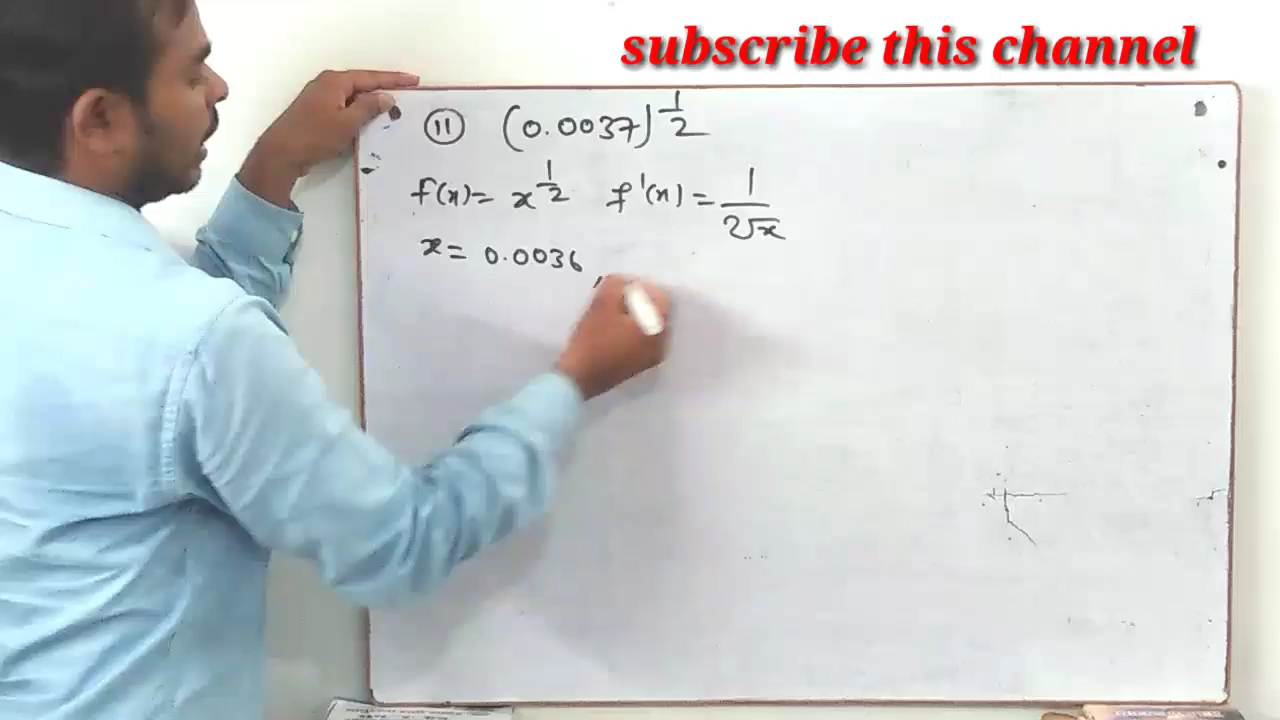 subscribe this channel
(11) (0.0037)^1/2
f(x) = x^1/2 f'(x) = 1/2√x
x = 0.0036,